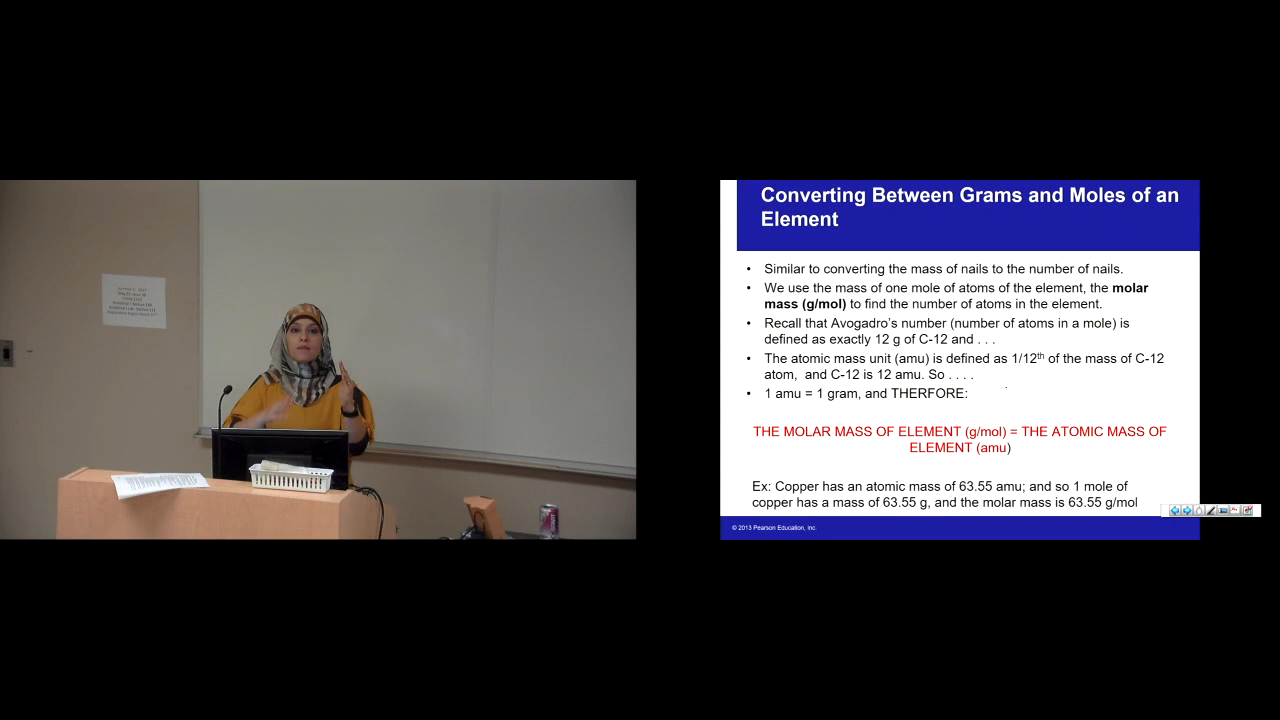 Converting Between Grams and Moles of an
Element
• Similar to converting the mass of nails to the number of nails.
• We use the mass of one mole of atoms of the element, the molar
mass (g/mol) to find the number of atoms in the element.
• Recall that Avogadro's number (number of atoms in a mole) is
defined as exactly 12 g of C-12 and . . .
• The atomic mass unit (amu) is defined as 1/12th of the mass of C-12
atom, and C-12 is 12 amu. So . . . .
• 1 amu = 1 gram, and THERFORE:
THE MOLAR MASS OF ELEMENT (g/mol) = THE ATOMIC MASS OF
ELEMENT (amu)
Ex: Copper has an atomic mass of 63.55 amu; and so 1 mole of
copper has a mass of 63.55 g, and the molar mass is 63.55 g/mol
© 2013 Pearson Education, Inc.